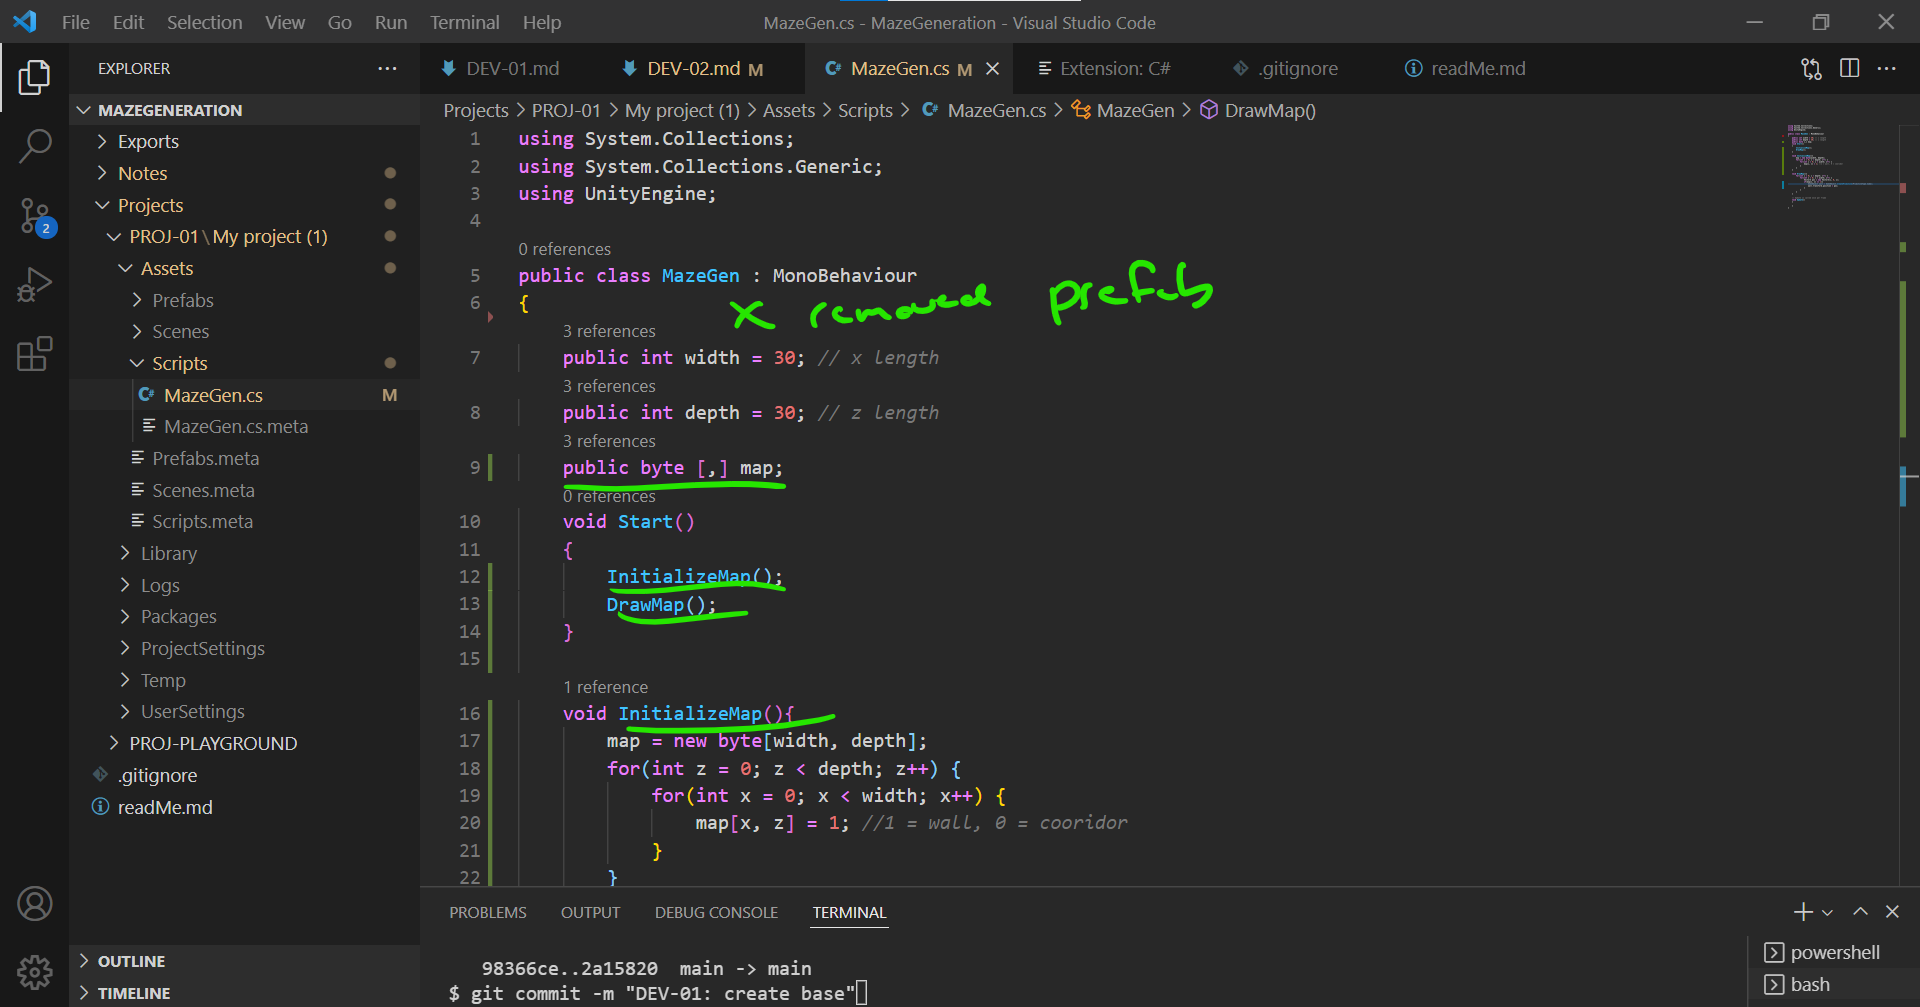 File Edit Selection View Go Run Terminal Help
MazeGen.cs - MazeGeneration - Visual Studio Code
EXPLORER
MAZEGENERATION
Exports
Notes
Projects
PROJ-01\My project (1)
Assets
Prefabs
Scenes
Scripts
MazeGen.cs M
MazeGen.cs.meta
Prefabs.meta
Scenes.meta
Scripts.meta
Library
Logs
Packages
ProjectSettings
Temp
UserSettings
PROJ-PLAYGROUND
.gitignore
readMe.md
OUTLINE
TIMELINE
2
DEV-01.md DEV-02.md M C# MazeGen.cs M Extension: C# .gitignore readMe.md
Projects > PROJ-01 > My project (1) > Assets > Scripts > C# MazeGen.cs > MazeGen > DrawMap()
1 using System.Collections;
2 using System.Collections.Generic;
3 using UnityEngine;
4
0 references
5 public class MazeGen : MonoBehaviour
6 {
x removed prefab
3 references
7 public int width = 30; // x length
3 references
8 public int depth = 30; // z length
3 references
9 public byte [,] map;
0 references
10 void Start()
11 {
12 InitializeMap();
13 DrawMap();
14 }
15
1 reference
16 void InitializeMap(){
17 map = new byte[width, depth];
18 for(int z = 0; z < depth; z++) {
19 for(int x = 0; x < width; x++) {
20 map[x, z] = 1; //1 = wall, 0 = cooridor
21 }
22 }
PROBLEMS OUTPUT DEBUG CONSOLE TERMINAL
98366ce..2a15820 main -> main
$ git commit -m "DEV-01: create base"
powershell
bash